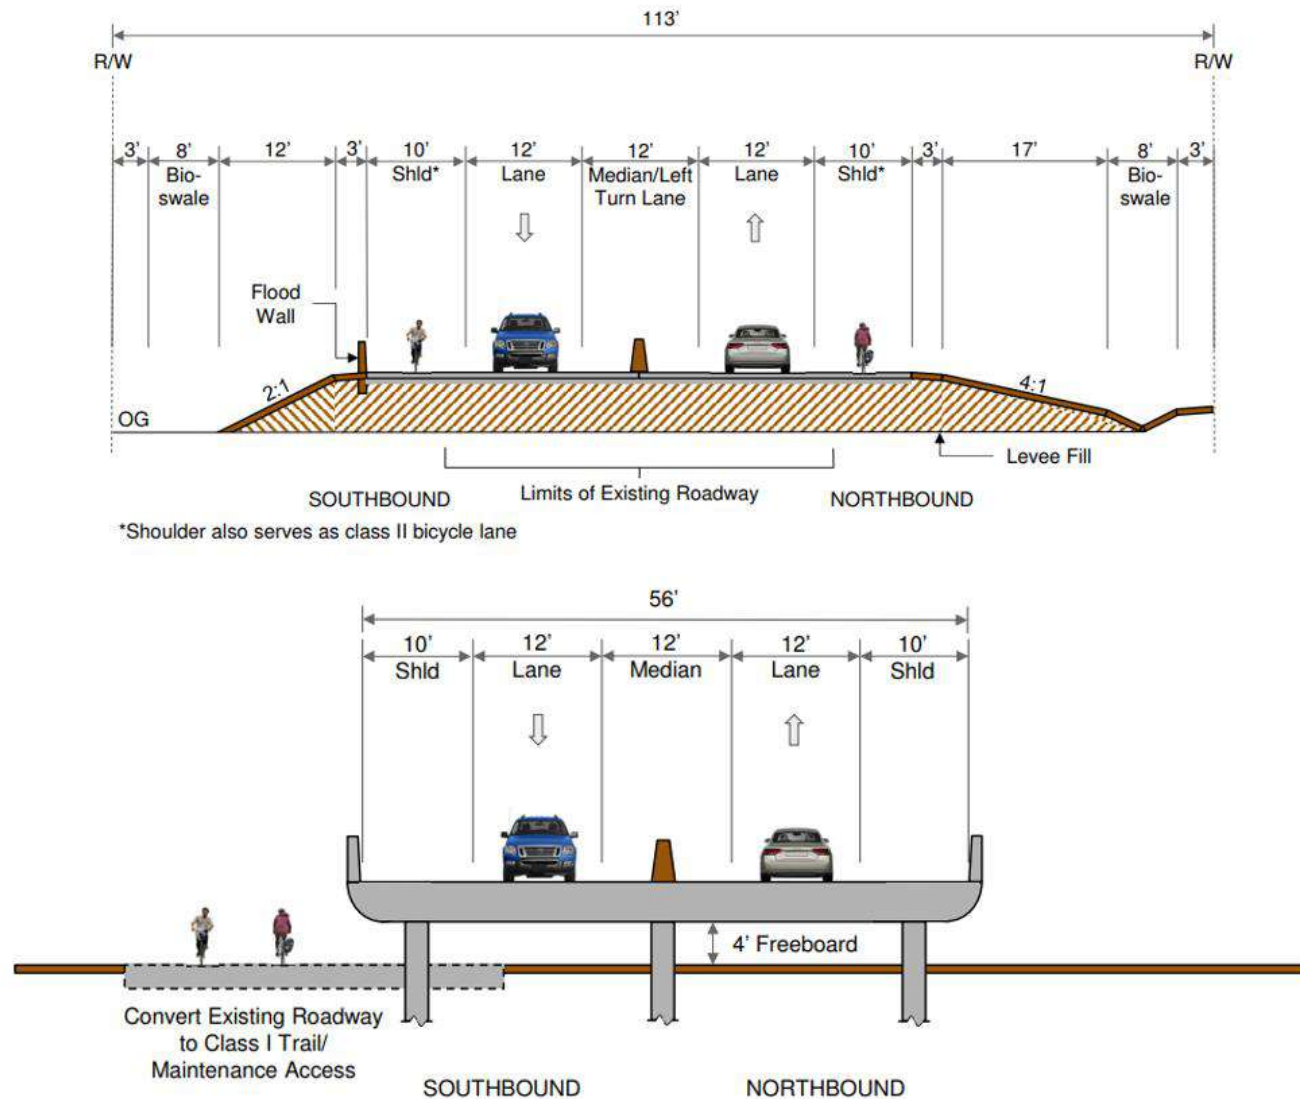 113'
R/W R/W
3' 8' 12' 3' 10' 12' 12' 12' 10' 3' 17' 8' 3'
Bio- Shld* Lane Median/Left Lane Shld* Bio-
swale Turn Lane swale
Flood
Wall
2:1 4:1
OG
Levee Fill
Limits of Existing Roadway
SOUTHBOUND NORTHBOUND
*Shoulder also serves as class II bicycle lane
56'
10' 12' 12' 12' 10'
Shld Lane Median Lane Shld
4' Freeboard
Convert Existing Roadway
to Class I Trail/
Maintenance Access
SOUTHBOUND NORTHBOUND